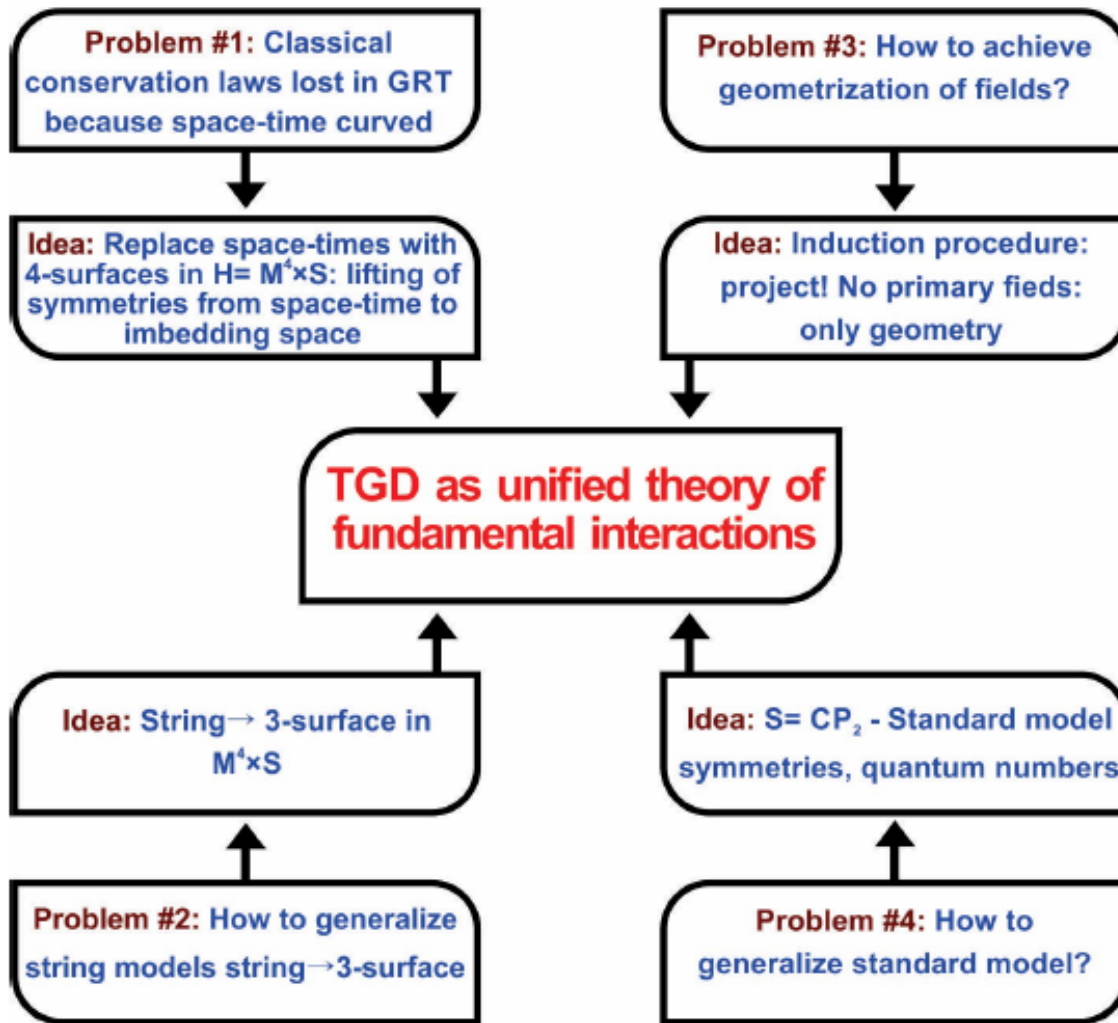 Problem #1: Classical
conservation laws lost in GRT
because space-time curved
Problem #3: How to achieve
geometrization of fields?
Idea: Replace space-times with
4-surfaces in H= M⁴×S: lifting of
symmetries from space-time to
imbedding space
Idea: Induction procedure:
project! No primary fieds:
only geometry
TGD as unified theory of
fundamental interactions
Idea: String→ 3-surface in
M⁴×S
Idea: S= CP₂ - Standard model
symmetries, quantum numbers
Problem #2: How to generalize
string models string→3-surface
Problem #4: How to
generalize standard model?